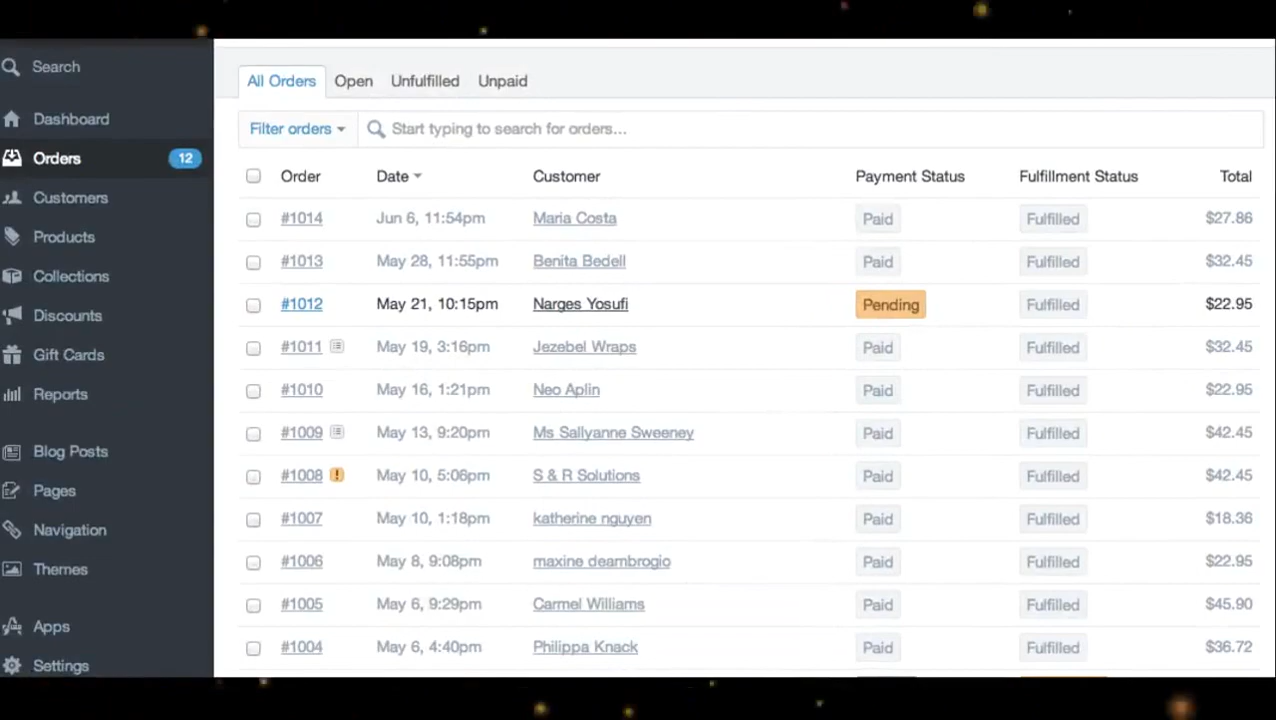 Search
Dashboard
Orders 12
Customers
Products
Collections
Discounts
Gift Cards
Reports
Blog Posts
Pages
Navigation
Themes
Apps
Settings
All Orders Open Unfulfilled Unpaid
Filter orders Start typing to search for orders...
Order Date Customer Payment Status Fulfillment Status Total
#1014 Jun 6, 11:54pm Maria Costa Paid Fulfilled $27.86
#1013 May 28, 11:55pm Benita Bedell Paid Fulfilled $32.45
#1012 May 21, 10:15pm Narges Yosufi Pending Fulfilled $22.95
#1011 May 19, 3:16pm Jezebel Wraps Paid Fulfilled $32.45
#1010 May 16, 1:21pm Neo Aplin Paid Fulfilled $22.95
#1009 May 13, 9:20pm Ms Sallyanne Sweeney Paid Fulfilled $42.45
#1008 ! May 10, 5:06pm S & R Solutions Paid Fulfilled $42.45
#1007 May 10, 1:18pm katherine nguyen Paid Fulfilled $18.36
#1006 May 8, 9:08pm maxine deambrogio Paid Fulfilled $22.95
#1005 May 6, 9:29pm Carmel Williams Paid Fulfilled $45.90
#1004 May 6, 4:40pm Philippa Knack Paid Fulfilled $36.72